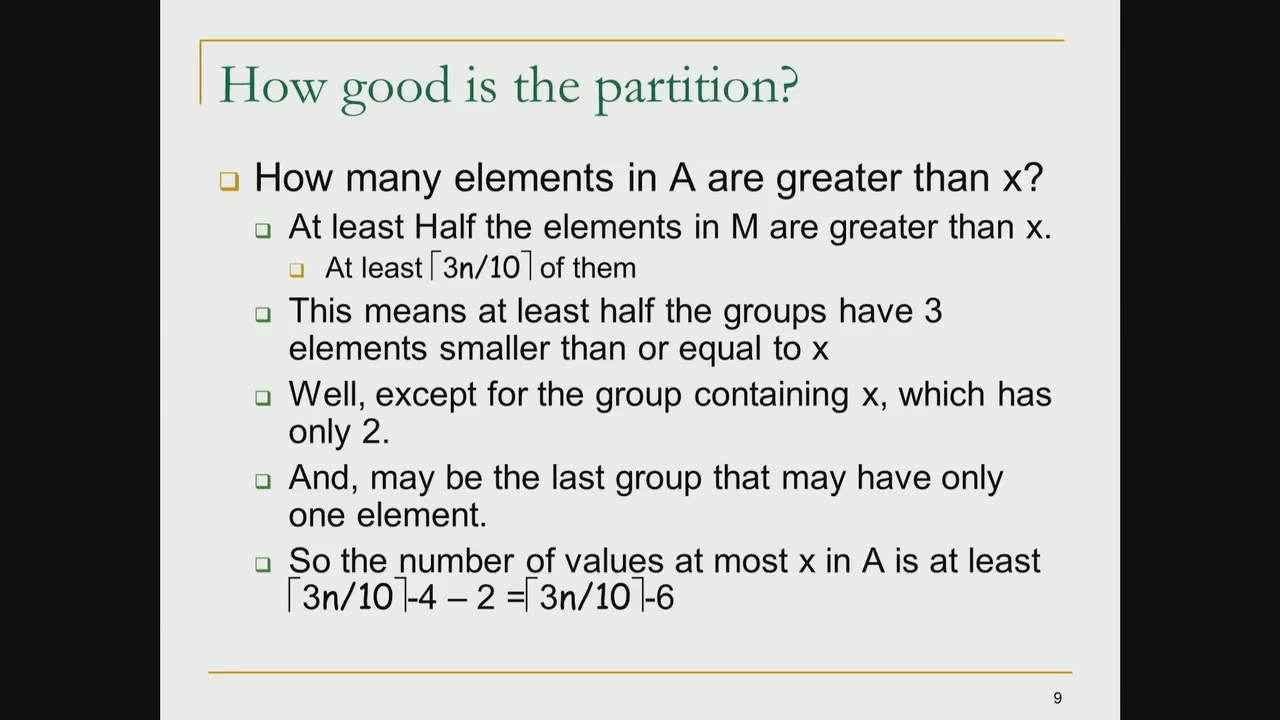 How good is the partition?
How many elements in A are greater than x?
At least Half the elements in M are greater than x.
At least ⌈3n/10⌉ of them
This means at least half the groups have 3
elements smaller than or equal to x
Well, except for the group containing x, which has
only 2.
And, may be the last group that may have only
one element.
So the number of values at most x in A is at least
⌈3n/10⌉-4 – 2 =⌈3n/10⌉-6
9